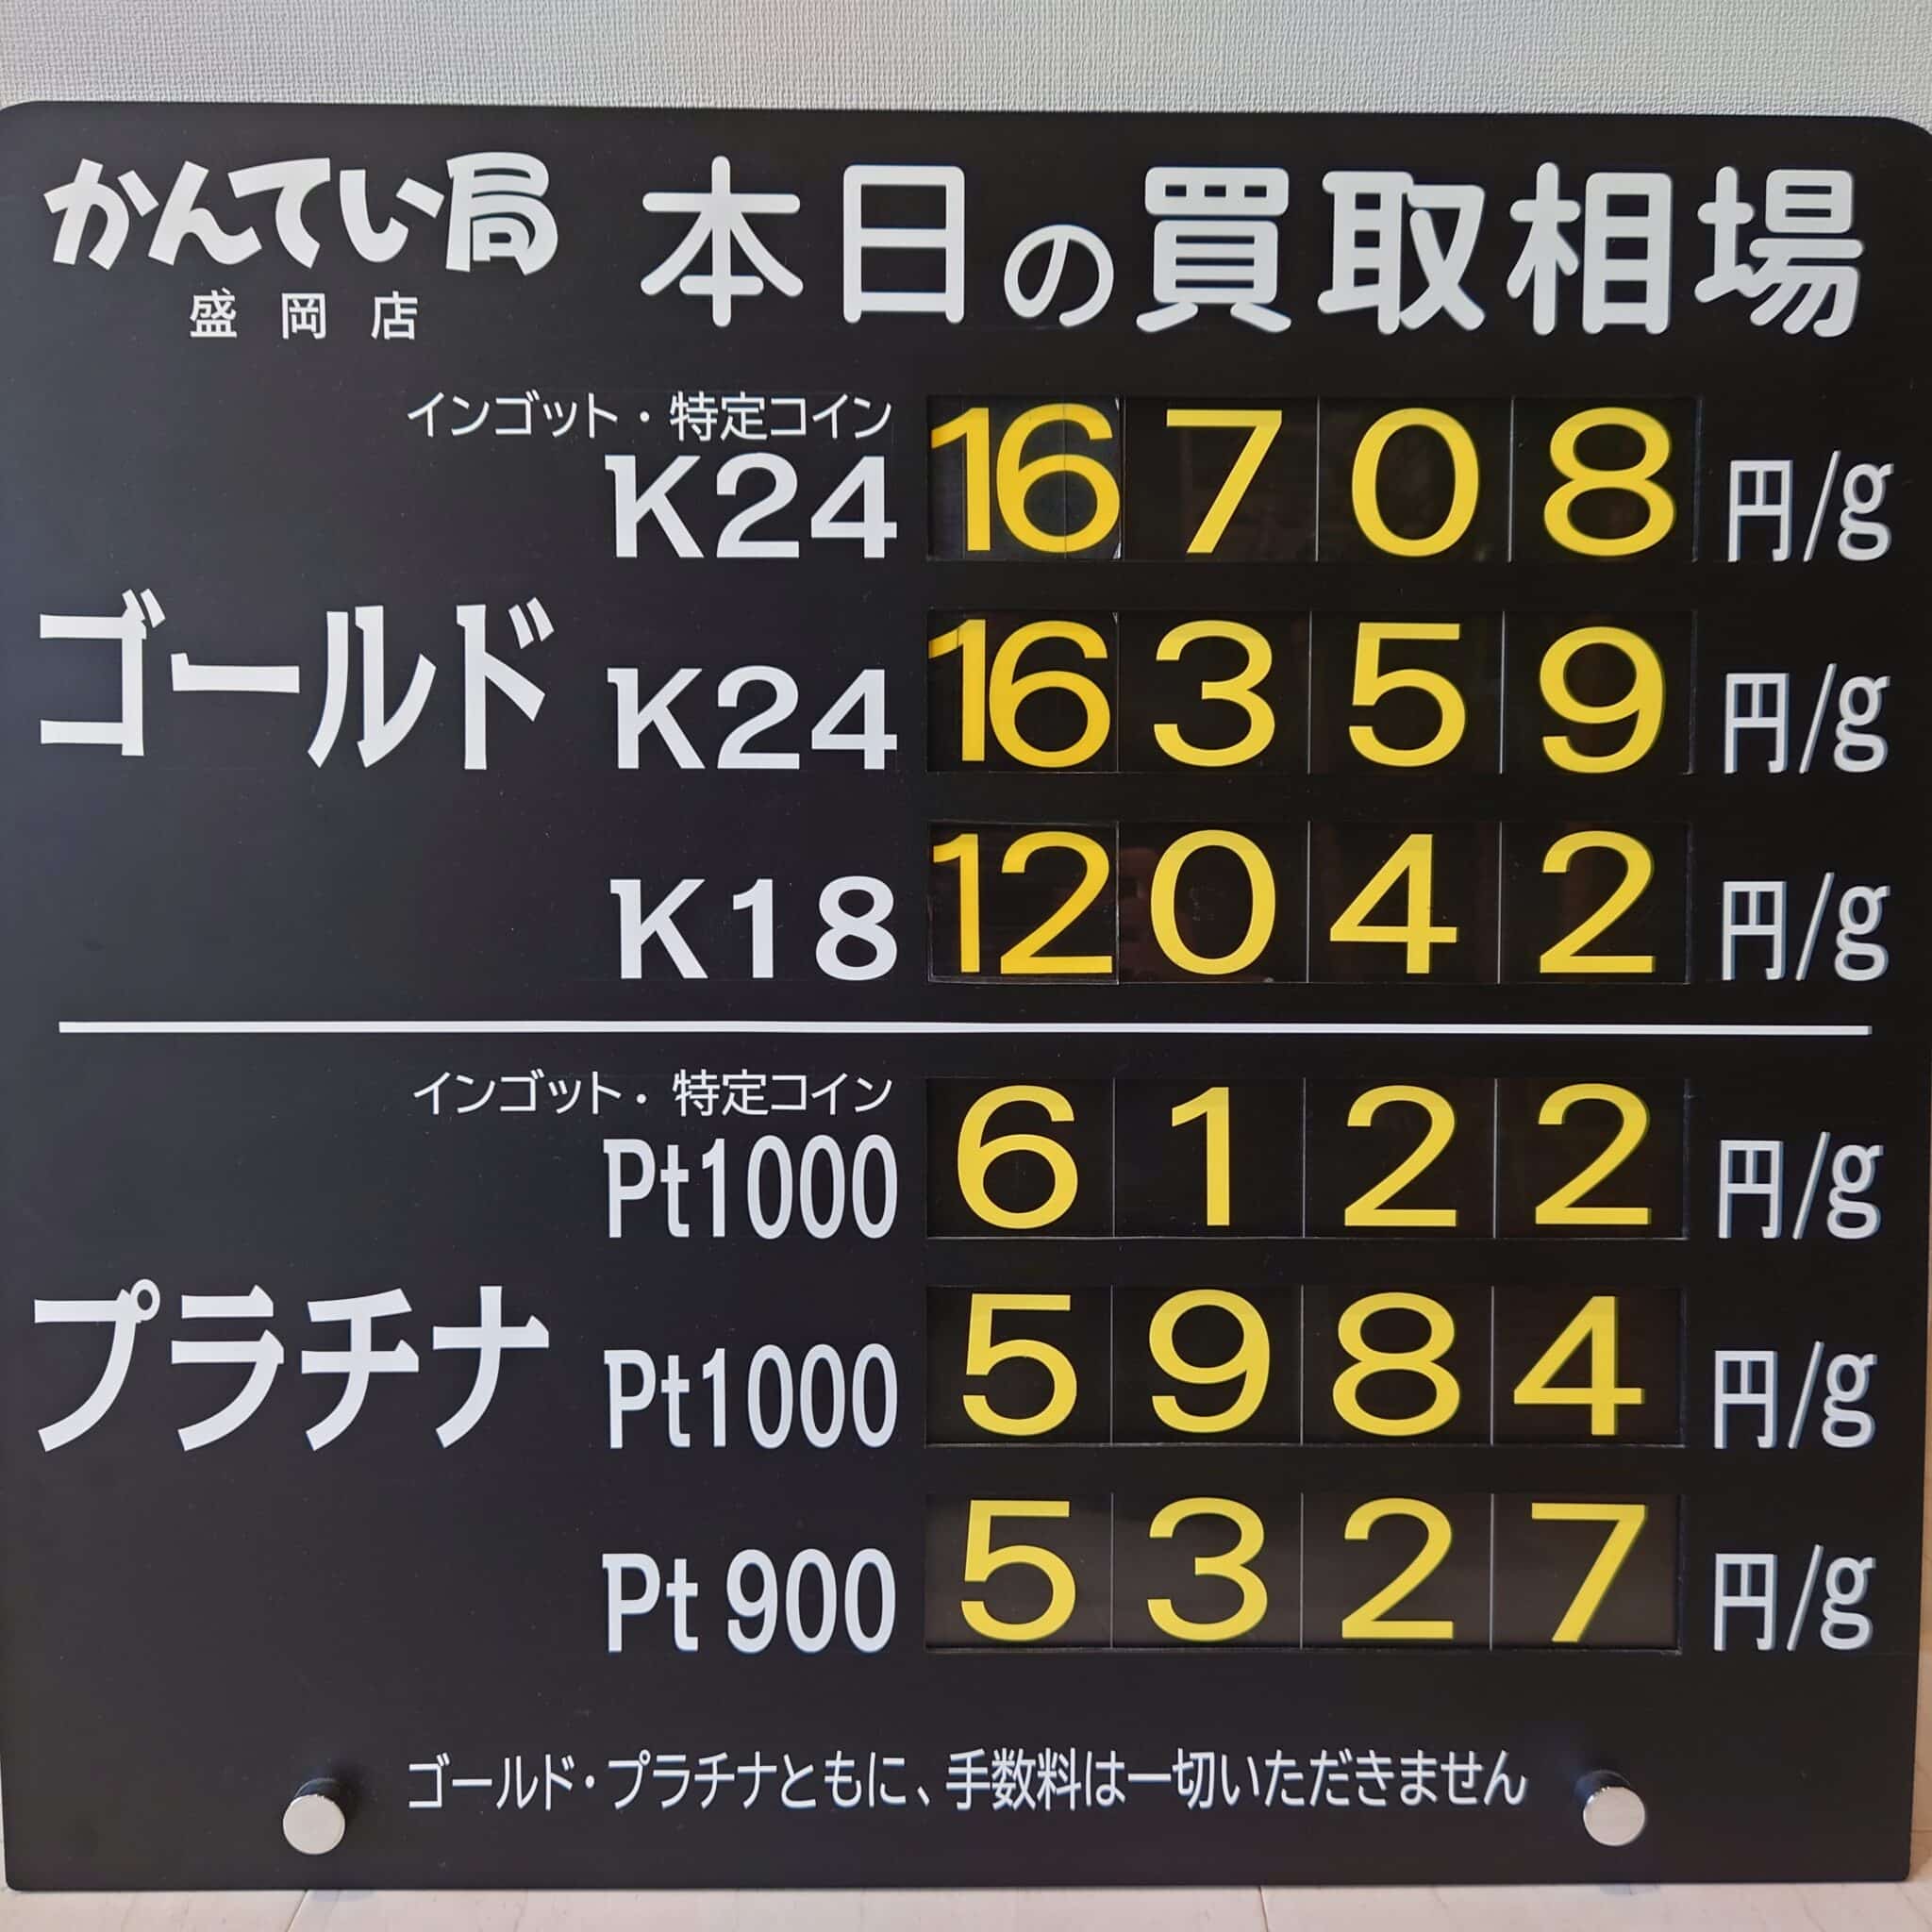 かんてい局 本日の買取相場
盛岡店
インゴット・特定コイン
K24 16708 円/g
ゴールド
K24 16359 円/g
K18 12042 円/g
インゴット・特定コイン
Pt1000 6122 円/g
プラチナ
Pt1000 5984 円/g
Pt 900 5327 円/g
ゴールド・プラチナともに、手数料は一切いただきません